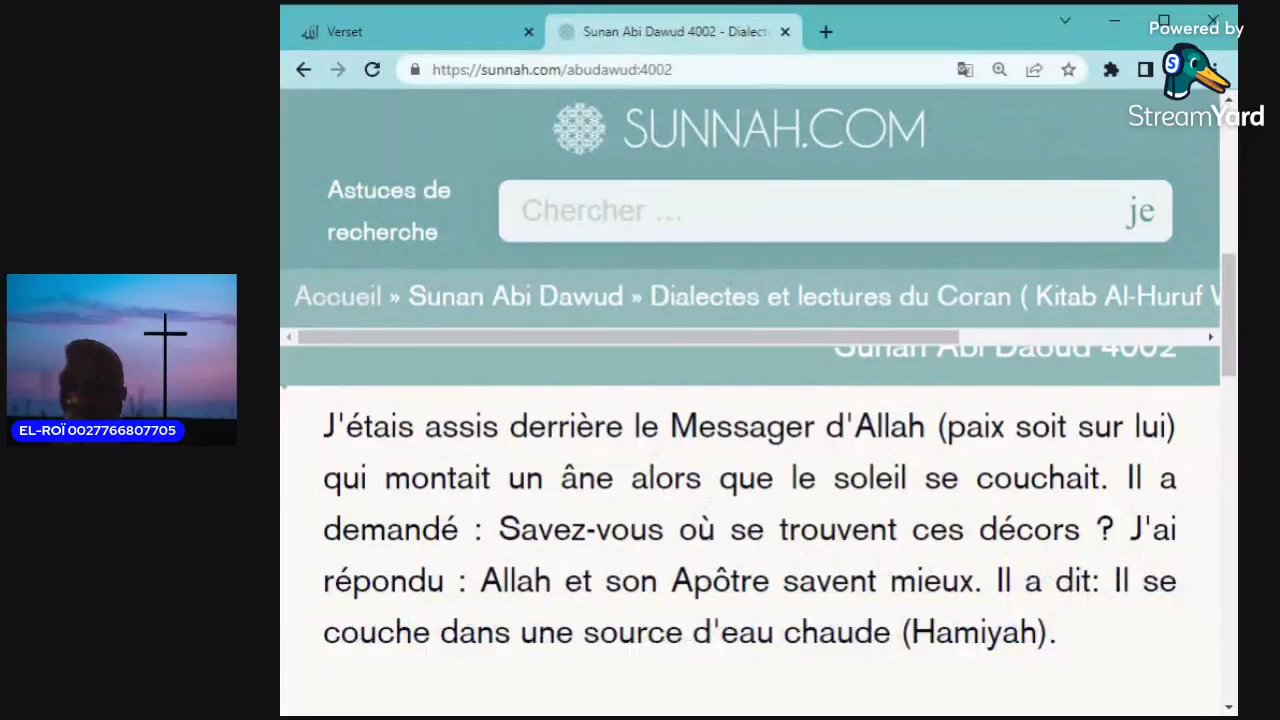 Verset
Sunan Abi Dawud 4002 - Dialect
Powered by
https://sunnah.com/abudawud:4002
StreamYard
SUNNAH.COM
Astuces de
recherche
Chercher ...
je
Accueil » Sunan Abi Dawud » Dialectes et lectures du Coran ( Kitab Al-Huruf
Sunan Abi Daoud 4002
J'étais assis derrière le Messager d'Allah (paix soit sur lui)
qui montait un âne alors que le soleil se couchait. Il a
demandé : Savez-vous où se trouvent ces décors ? J'ai
répondu : Allah et son Apôtre savent mieux. Il a dit: Il se
couche dans une source d'eau chaude (Hamiyah).
EL-ROÏ 0027766807705